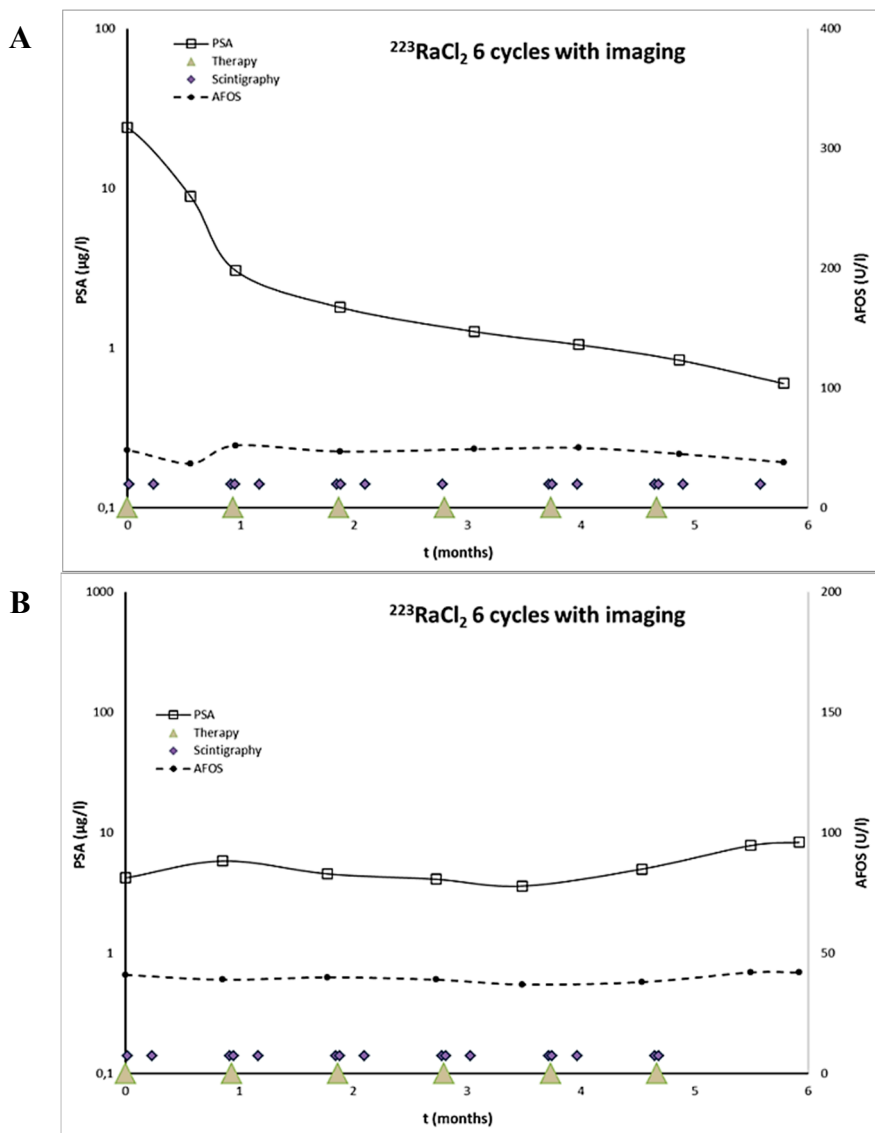 A
²²³RaCl₂ 6 cycles with imaging
PSA
Therapy
Scintigraphy
AFOS
100
10
1
0,1
PSA (µg/l)
400
300
200
100
0
AFOS (U/l)
0 1 2 3 4 5 6
t (months)
B
²²³RaCl₂ 6 cycles with imaging
PSA
Therapy
Scintigraphy
AFOS
1000
100
10
1
0,1
PSA (µg/l)
200
150
100
50
0
AFOS (U/l)
0 1 2 3 4 5 6
t (months)